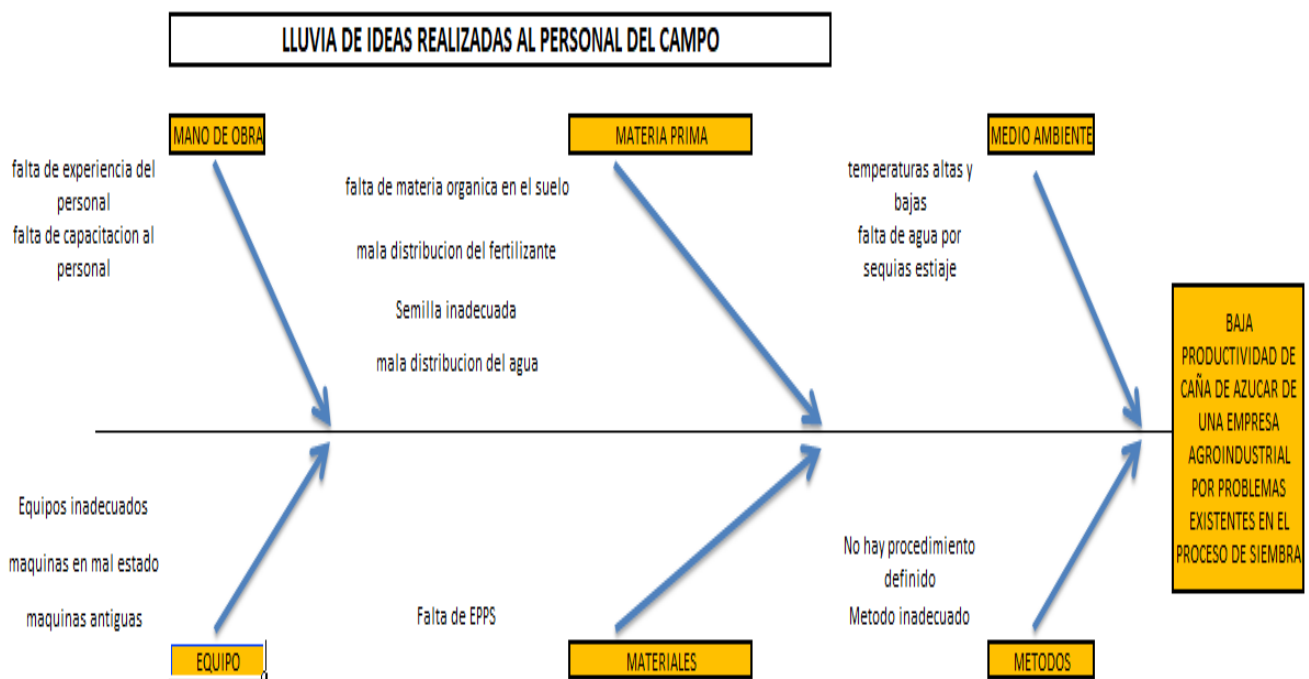 LLUVIA DE IDEAS REALIZADAS AL PERSONAL DEL CAMPO
MANO DE OBRA
falta de experiencia del
personal
falta de capacitacion al
personal
MATERIA PRIMA
falta de materia organica en el suelo
mala distribucion del fertilizante
Semilla inadecuada
mala distribucion del agua
MEDIO AMBIENTE
temperaturas altas y
bajas
falta de agua por
sequias estiaje
BAJA
PRODUCTIVIDAD DE
CAÑA DE AZUCAR DE
UNA EMPRESA
AGROINDUSTRIAL
POR PROBLEMAS
EXISTENTES EN EL
PROCESO DE SIEMBRA
Equipos inadecuados
maquinas en mal estado
maquinas antiguas
EQUIPO
Falta de EPPS
MATERIALES
No hay procedimiento
definido
Metodo inadecuado
METODOS